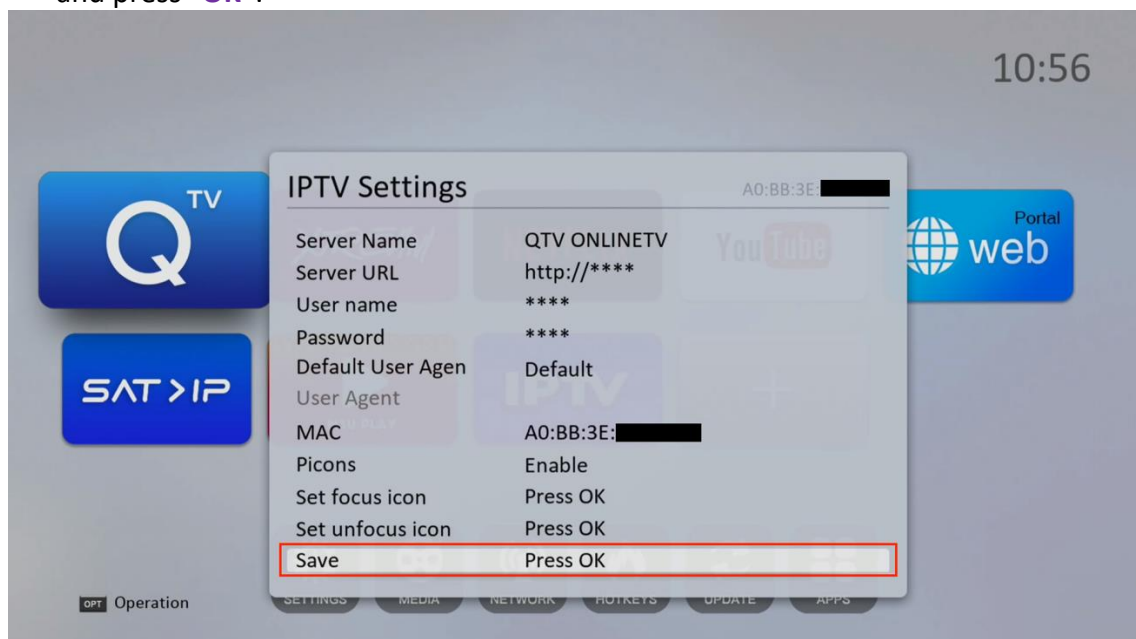 and press "OK".
10:56
IPTV Settings A0:BB:3E:
Q TV
Portal
web
Server Name QTV ONLINETV
You Tube
Server URL http://****
User name ****
Password ****
Default User Agen Default
SAT>IP
IPTV
User Agent
MAC A0:BB:3E:
Picons Enable
Set focus icon Press OK
Set unfocus icon Press OK
Save Press OK
OPT Operation
SETTINGS MEDIA NETWORK HOTKEYS UPDATE APPS